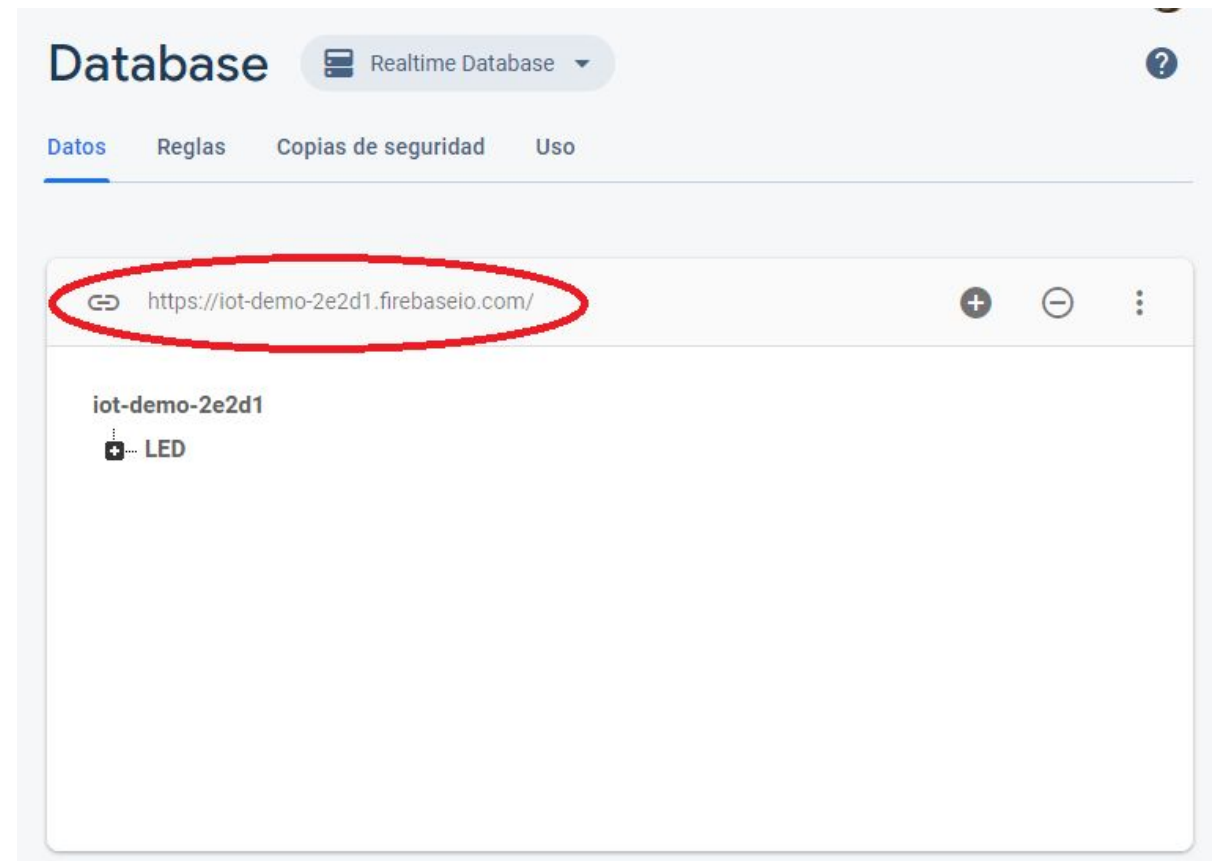 Database Realtime Database
Datos Reglas Copias de seguridad Uso
https://iot-demo-2e2d1.firebaseio.com/
iot-demo-2e2d1
LED